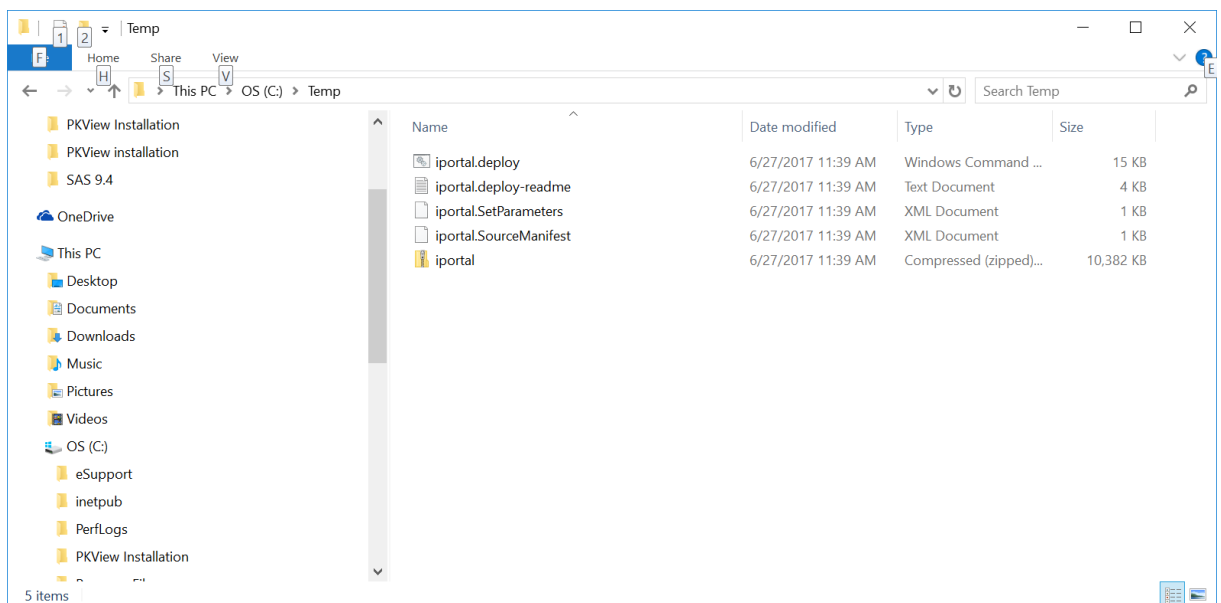 Temp
1 2
F Home Share View
H S V E
This PC OS (C:) Temp
Search Temp
Name Date modified Type Size
iportal.deploy 6/27/2017 11:39 AM Windows Command ... 15 KB
iportal.deploy-readme 6/27/2017 11:39 AM Text Document 4 KB
iportal.SetParameters 6/27/2017 11:39 AM XML Document 1 KB
iportal.SourceManifest 6/27/2017 11:39 AM XML Document 1 KB
iportal 6/27/2017 11:39 AM Compressed (zipped)... 10,382 KB
PKView Installation
PKView installation
SAS 9.4
OneDrive
This PC
Desktop
Documents
Downloads
Music
Pictures
Videos
OS (C:)
eSupport
inetpub
PerfLogs
PKView Installation
5 items